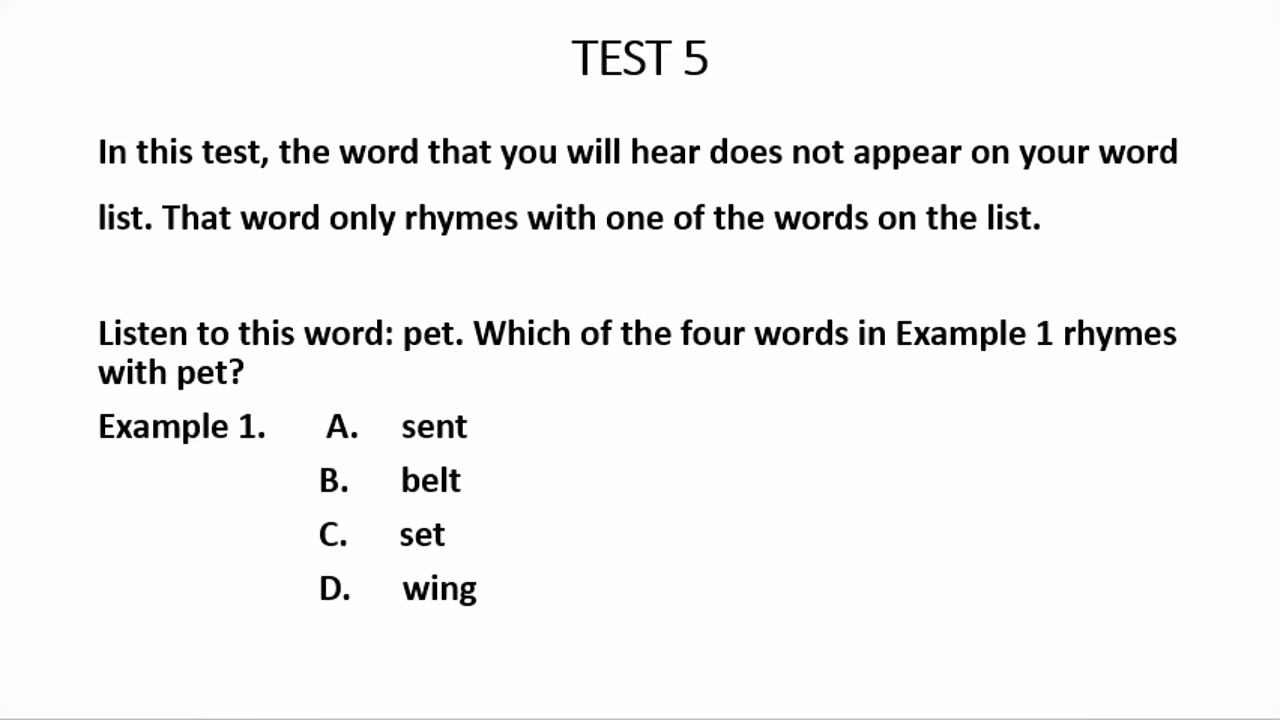 TEST 5
In this test, the word that you will hear does not appear on your word
list. That word only rhymes with one of the words on the list.
Listen to this word: pet. Which of the four words in Example 1 rhymes
with pet?
Example 1. A. sent
B. belt
C. set
D. wing